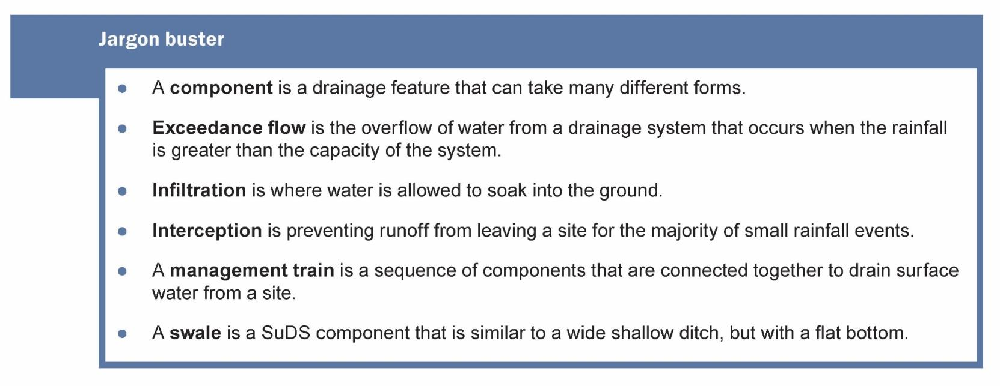 Jargon buster
● A component is a drainage feature that can take many different forms.
● Exceedance flow is the overflow of water from a drainage system that occurs when the rainfall
is greater than the capacity of the system.
● Infiltration is where water is allowed to soak into the ground.
● Interception is preventing runoff from leaving a site for the majority of small rainfall events.
● A management train is a sequence of components that are connected together to drain surface
water from a site.
● A swale is a SuDS component that is similar to a wide shallow ditch, but with a flat bottom.